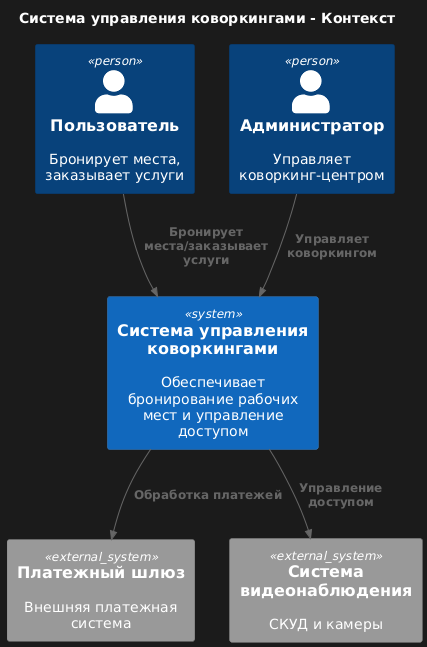 Система управления коворкингами - Контекст
«person»
Пользователь
Бронирует места,
заказывает услуги
«person»
Администратор
Управляет
коворкинг-центром
Бронирует
места/заказывает
услуги
Управляет
коворкингом
«system»
Система управления
коворкингами
Обеспечивает
бронирование рабочих
мест и управление
доступом
Обработка платежей
Управление
доступом
«external_system»
Платежный шлюз
Внешняя платежная
система
«external_system»
Система
видеонаблюдения
СКУД и камеры